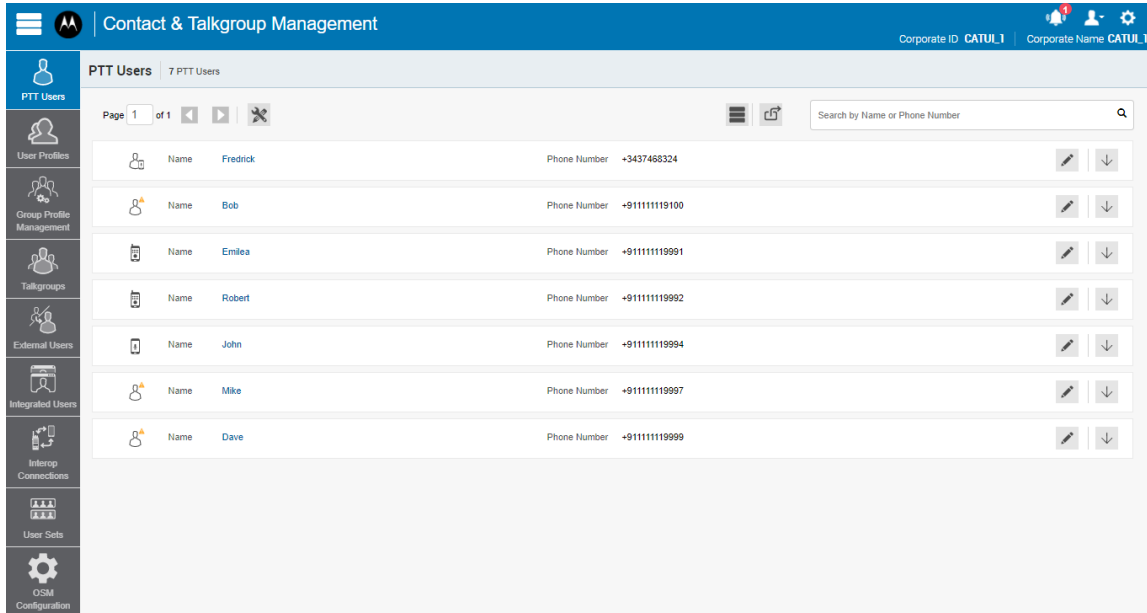 Contact & Talkgroup Management
1
Corporate ID CATUI_1 Corporate Name CATUI_1
PTT Users
User Profiles
Group Profile
Management
Talkgroups
External Users
Integrated Users
Interop
Connections
User Sets
OSM
Configuration
PTT Users 7 PTT Users
Page 1 of 1
Search by Name or Phone Number
Name Fredrick Phone Number +3437468324
Name Bob Phone Number +911111119100
Name Emilea Phone Number +911111119991
Name Robert Phone Number +911111119992
Name John Phone Number +911111119994
Name Mike Phone Number +911111119997
Name Dave Phone Number +911111119999